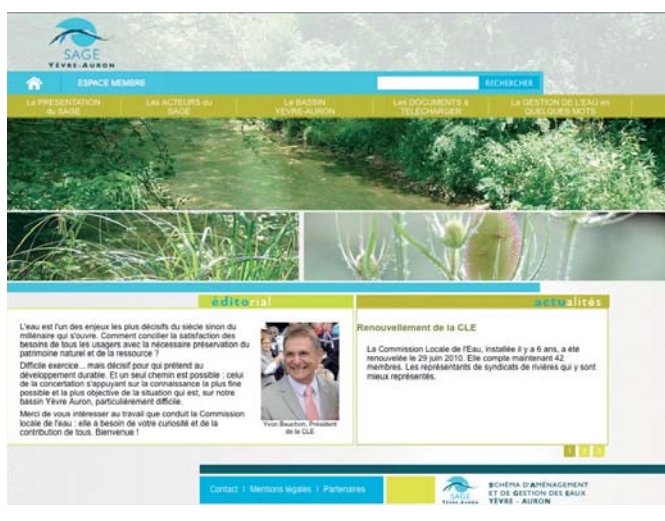 SAGE
YÈVRE-AURON
ESPACE MEMBRE
RECHERCHER
La PRESENTATION
du SAGE
Les ACTEURS du
SAGE
Le BASSIN
YEVRE-AURON
Les DOCUMENTS à
TELECHARGER
La GESTION DE L'EAU en
QUELQUES MOTS
éditorial
L'eau est l'un des enjeux les plus décisifs du siècle sinon du
millénaire qui s'ouvre. Comment concilier la satisfaction des
besoins de tous les usagers avec la nécessaire préservation du
patrimoine naturel et de la ressource ?
Difficile exercice... mais décisif pour qui prétend au
développement durable. Et un seul chemin est possible : celui
de la concertation s'appuyant sur la connaissance la plus fine
possible et la plus objective de la situation qui est, sur notre
bassin Yèvre Auron, particulièrement difficile.
Merci de vous intéresser au travail que conduit la Commission
locale de l'eau : elle a besoin de votre curiosité et de la
contribution de tous. Bienvenue !
Yvon Beuchon, Président
de la CLE
actualités
Renouvellement de la CLE
La Commission Locale de l'Eau, installée il y a 6 ans, a été
renouvelée le 29 juin 2010. Elle compte maintenant 42
membres. Les représentants de syndicats de rivières qui y sont
mieux représentés.
1 2 3
Contact I Mentions légales I Partenaires
SAGE
YÈVRE-AURON
SCHÉMA D'AMÉNAGEMENT
ET DE GESTION DES EAUX
YÈVRE - AURON